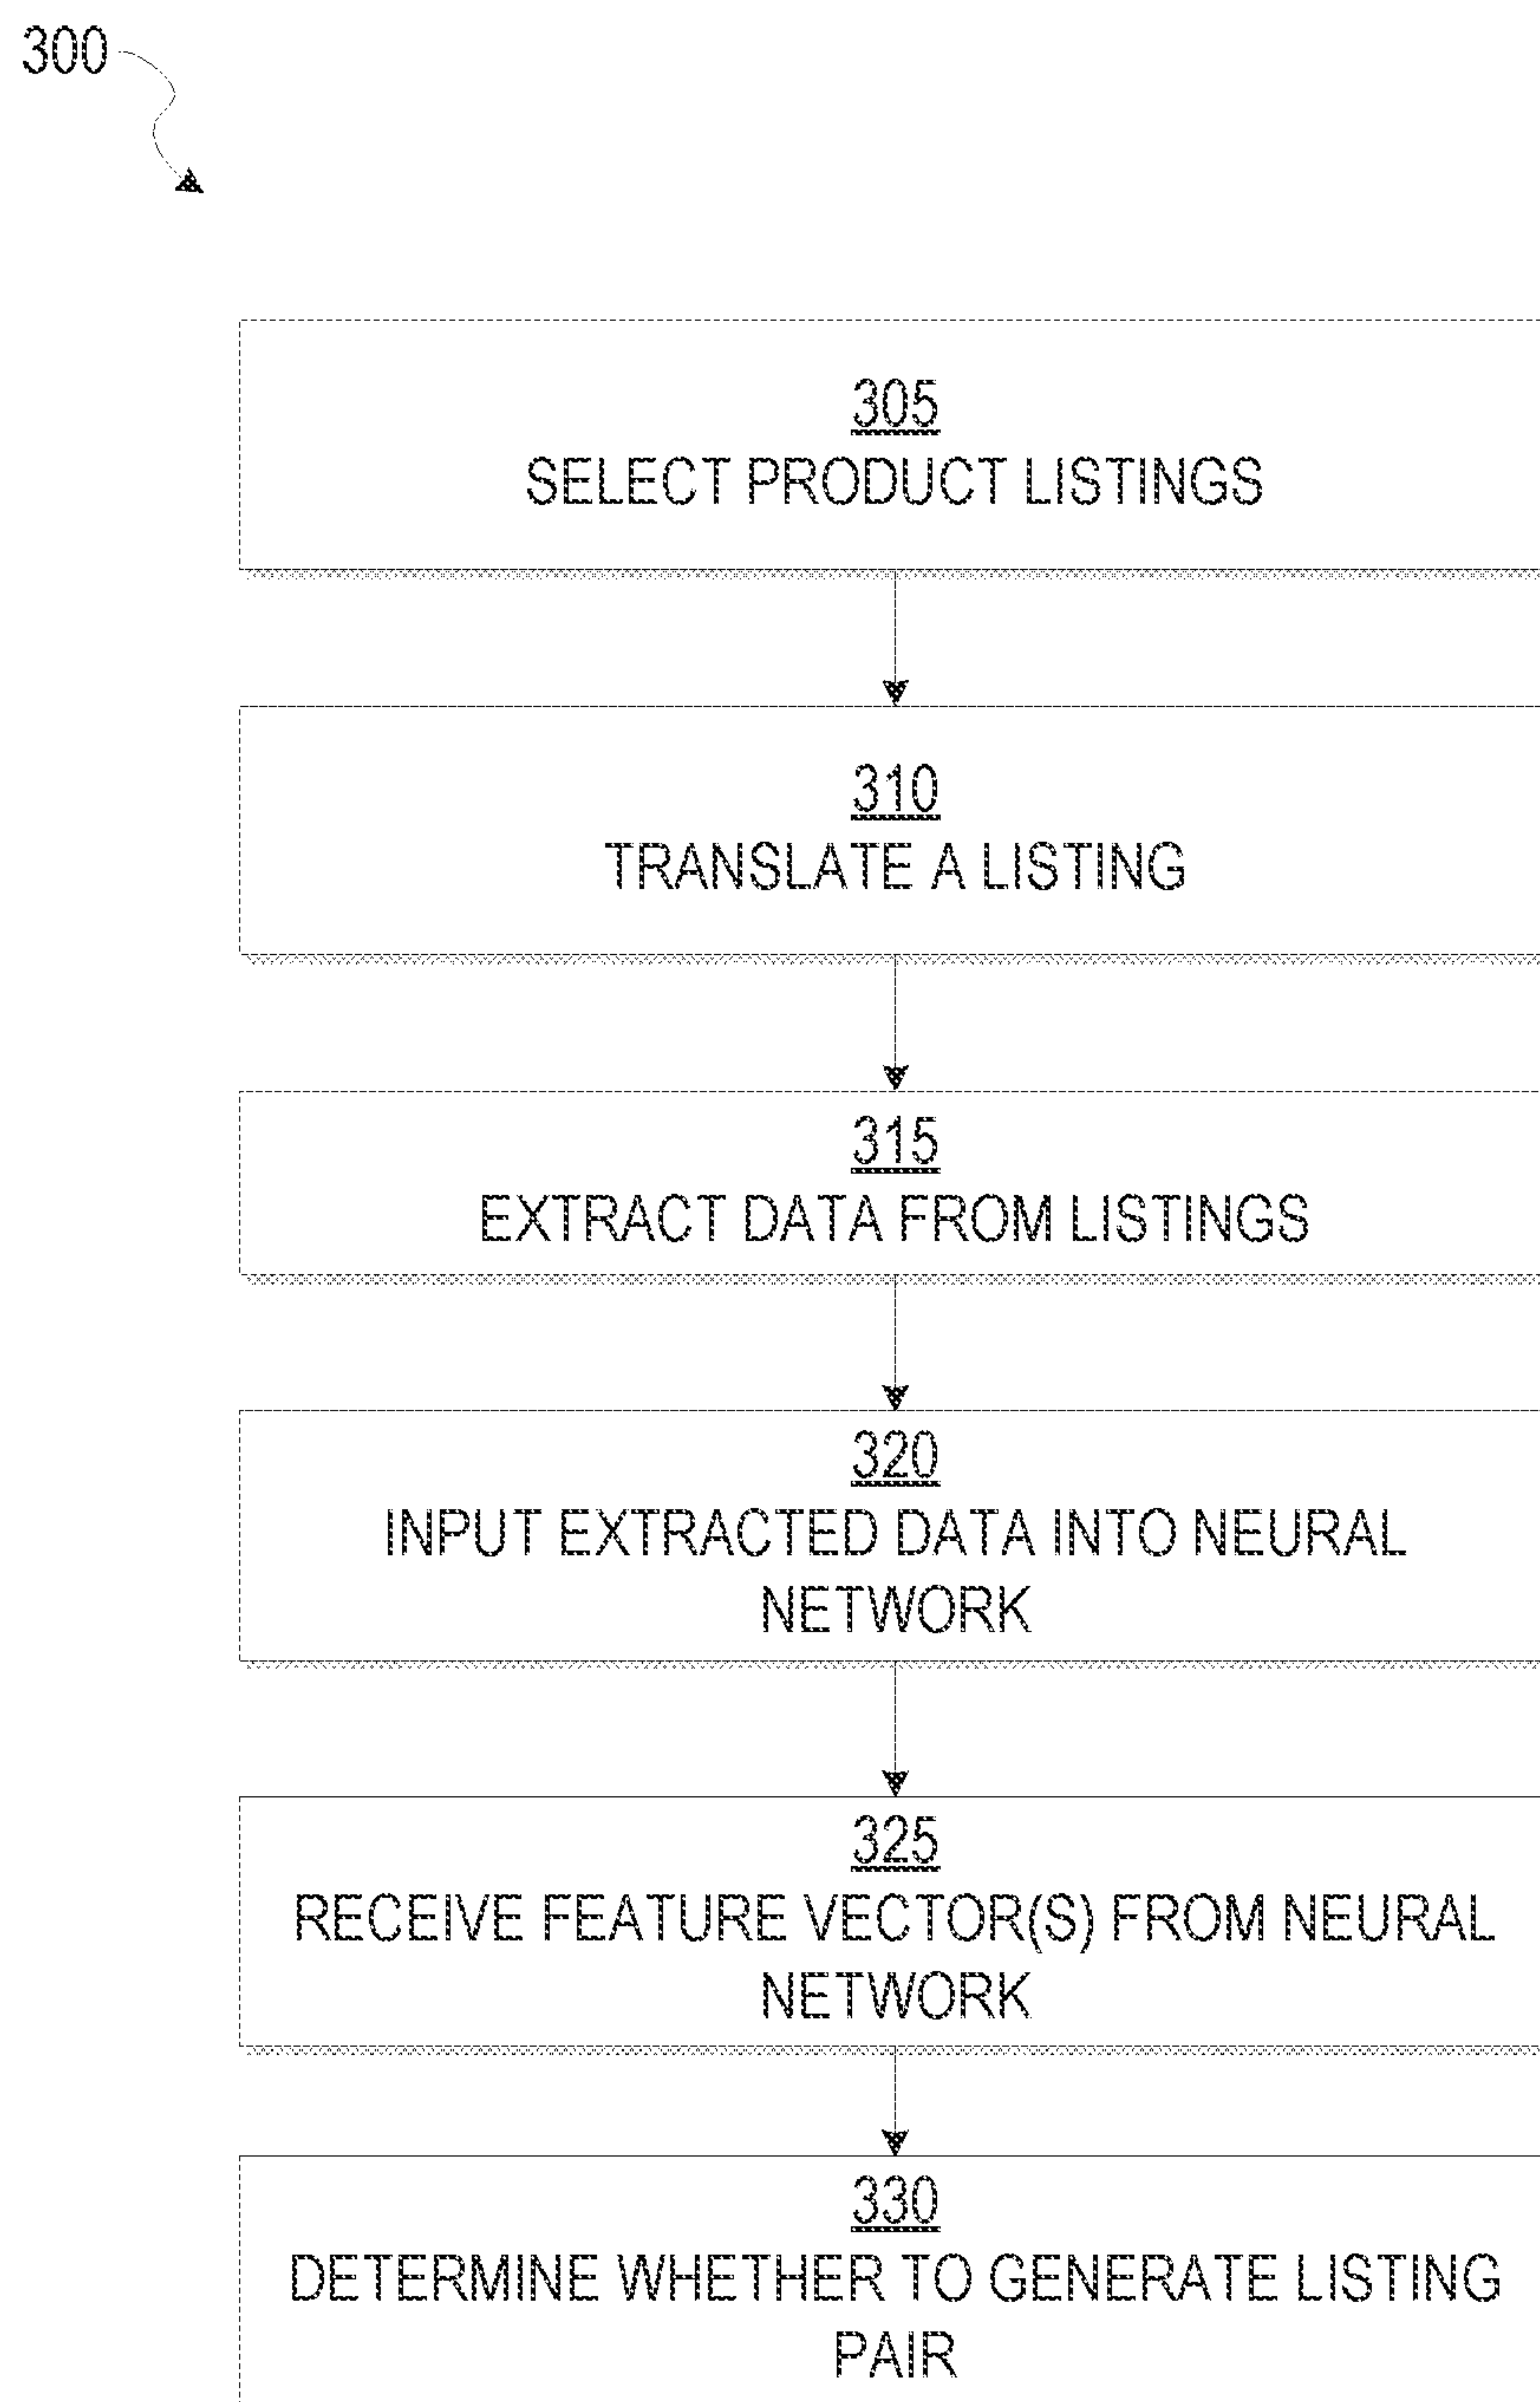 300
305
SELECT PRODUCT LISTINGS
310
TRANSLATE A LISTING
315
EXTRACT DATA FROM LISTINGS
320
INPUT EXTRACTED DATA INTO NEURAL
NETWORK
325
RECEIVE FEATURE VECTOR(S) FROM NEURAL
NETWORK
330
DETERMINE WHETHER TO GENERATE LISTING
PAIR